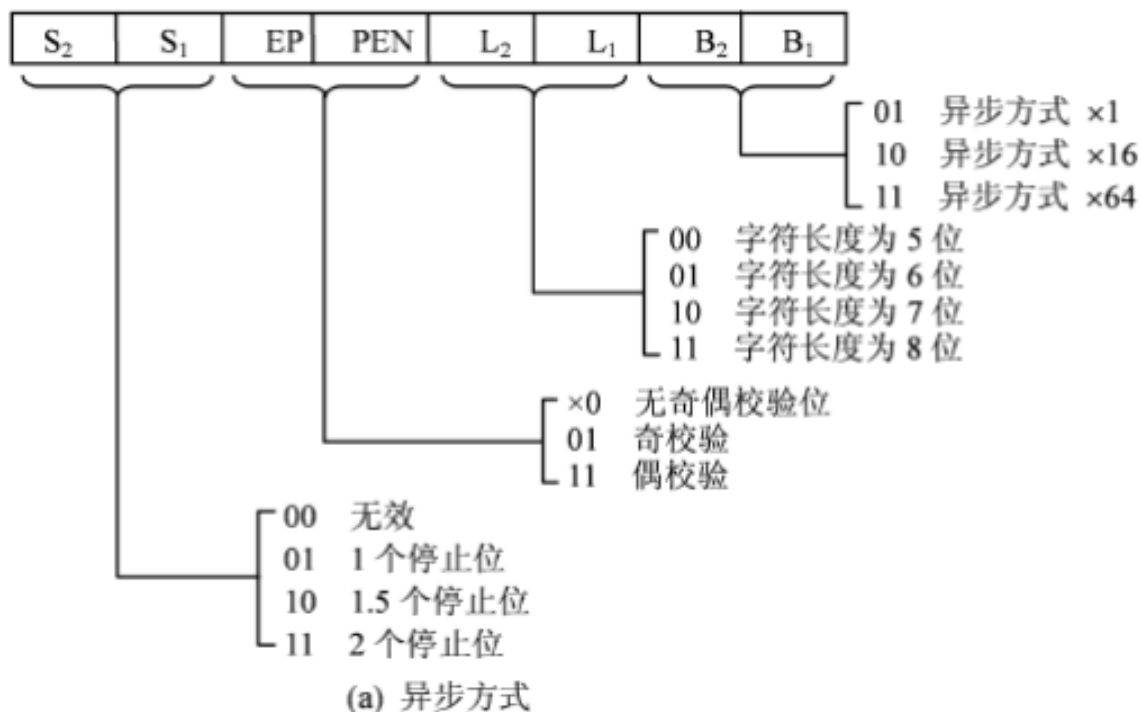 S₂ S₁ EP PEN L₂ L₁ B₂ B₁
01 异步方式 ×1
10 异步方式 ×16
11 异步方式 ×64
00 字符长度为 5 位
01 字符长度为 6 位
10 字符长度为 7 位
11 字符长度为 8 位
×0 无奇偶校验位
01 奇校验
11 偶校验
00 无效
01 1 个停止位
10 1.5 个停止位
11 2 个停止位
(a) 异步方式